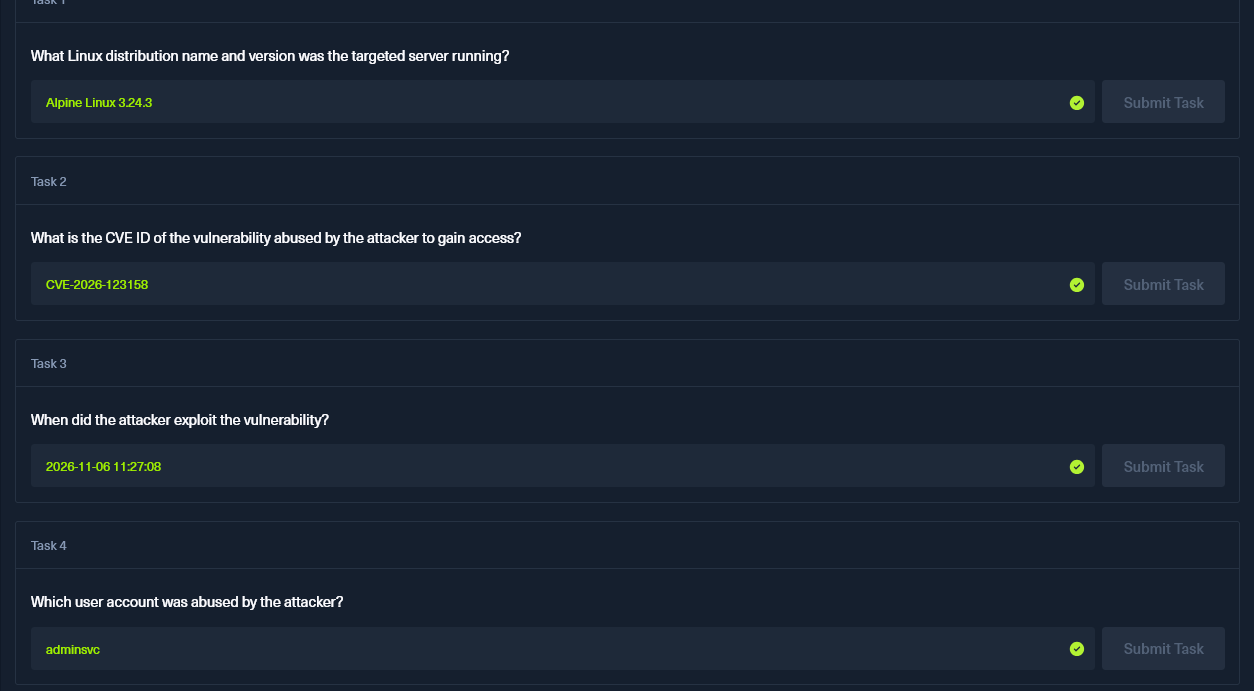 Task 1
What Linux distribution name and version was the targeted server running?
Alpine Linux 3.24.3
Submit Task
Task 2
What is the CVE ID of the vulnerability abused by the attacker to gain access?
CVE-2026-123158
Submit Task
Task 3
When did the attacker exploit the vulnerability?
2026-11-06 11:27:08
Submit Task
Task 4
Which user account was abused by the attacker?
adminsvc
Submit Task